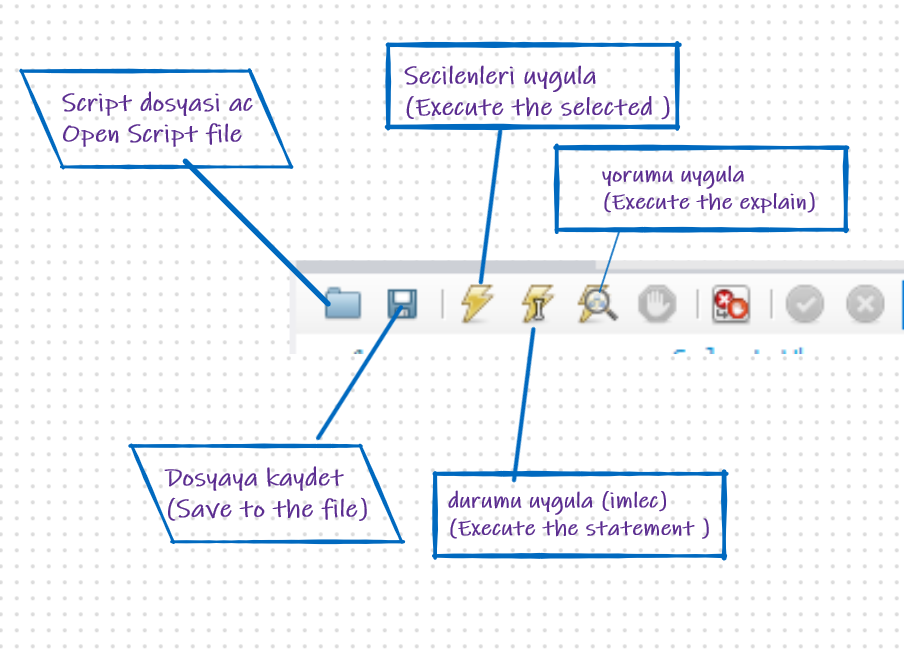 Secilenleri uygula
(Execute the selected )
Script dosyasi ac
Open Script file
yorumu uygula
(Execute the explain)
Dosyaya kaydet
(Save to the file)
durumu uygula (imlec)
(Execute the statement )